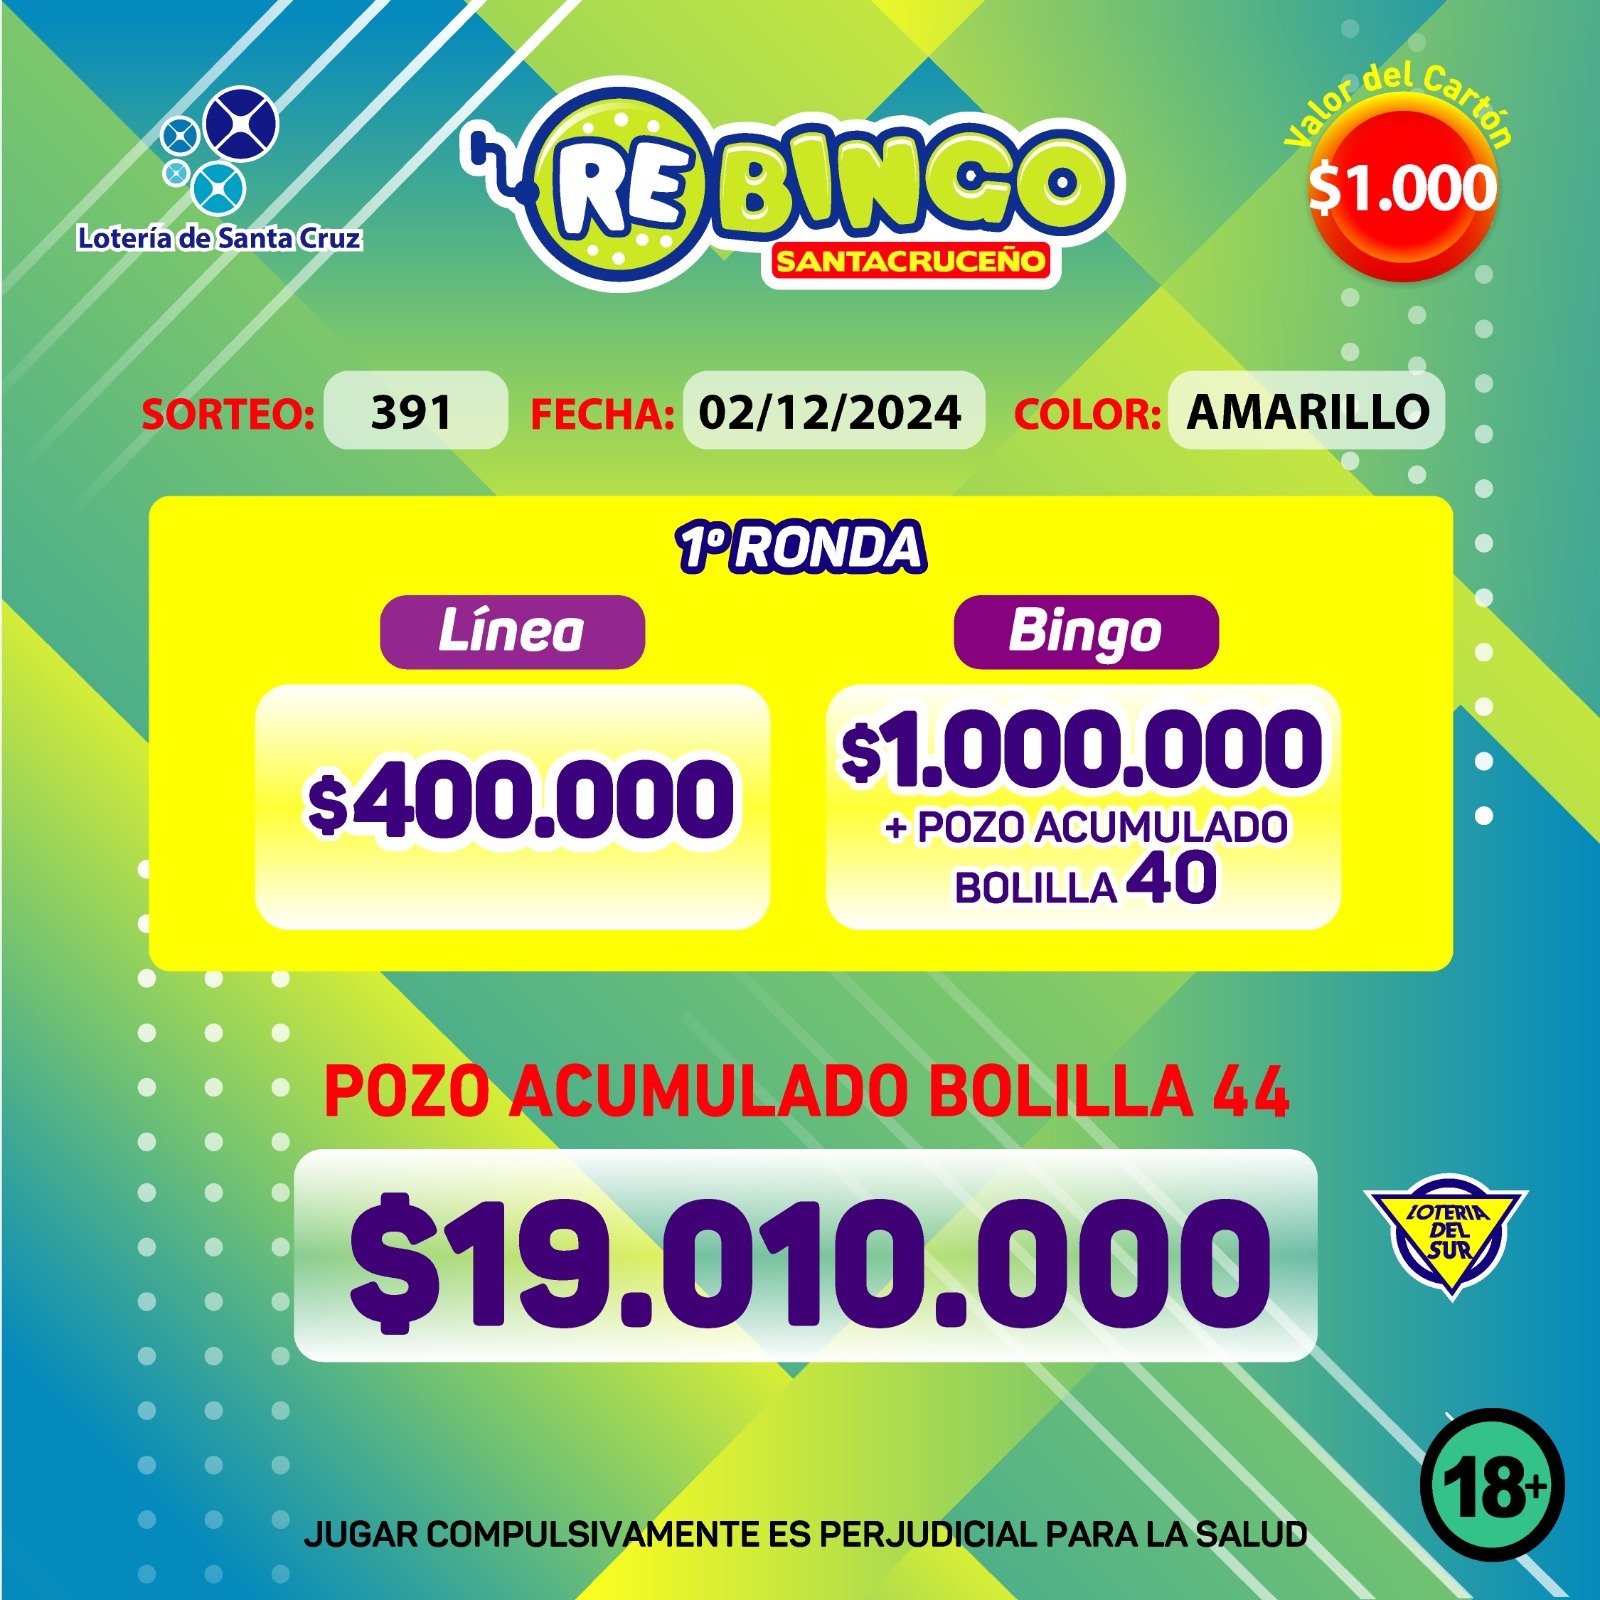 Lotería de Santa Cruz
RE BINGO
SANTACRUCEÑO
Valor del Cartón
$1.000
SORTEO: 391 FECHA: 02/12/2024 COLOR: AMARILLO
1º RONDA
Línea
$400.000
Bingo
$1.000.000
+ POZO ACUMULADO
BOLILLA 40
POZO ACUMULADO BOLILLA 44
$19.010.000
LOTERIA
DEL
SUR
18+
JUGAR COMPULSIVAMENTE ES PERJUDICIAL PARA LA SALUD